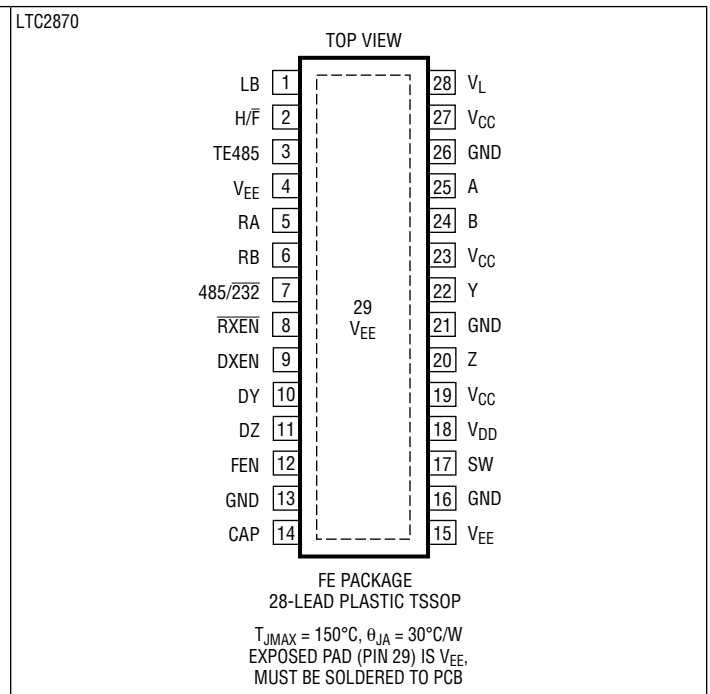 LTC2870
TOP VIEW
LB 1
H/F̅ 2
TE485 3
VEE 4
RA 5
RB 6
485/2̅3̅2̅ 7
R̅X̅E̅N̅ 8
DXEN 9
DY 10
DZ 11
FEN 12
GND 13
CAP 14
29
VEE
28 VL
27 VCC
26 GND
25 A
24 B
23 VCC
22 Y
21 GND
20 Z
19 VCC
18 VDD
17 SW
16 GND
15 VEE
FE PACKAGE
28-LEAD PLASTIC TSSOP
TJMAX = 150°C, θJA = 30°C/W
EXPOSED PAD (PIN 29) IS VEE,
MUST BE SOLDERED TO PCB